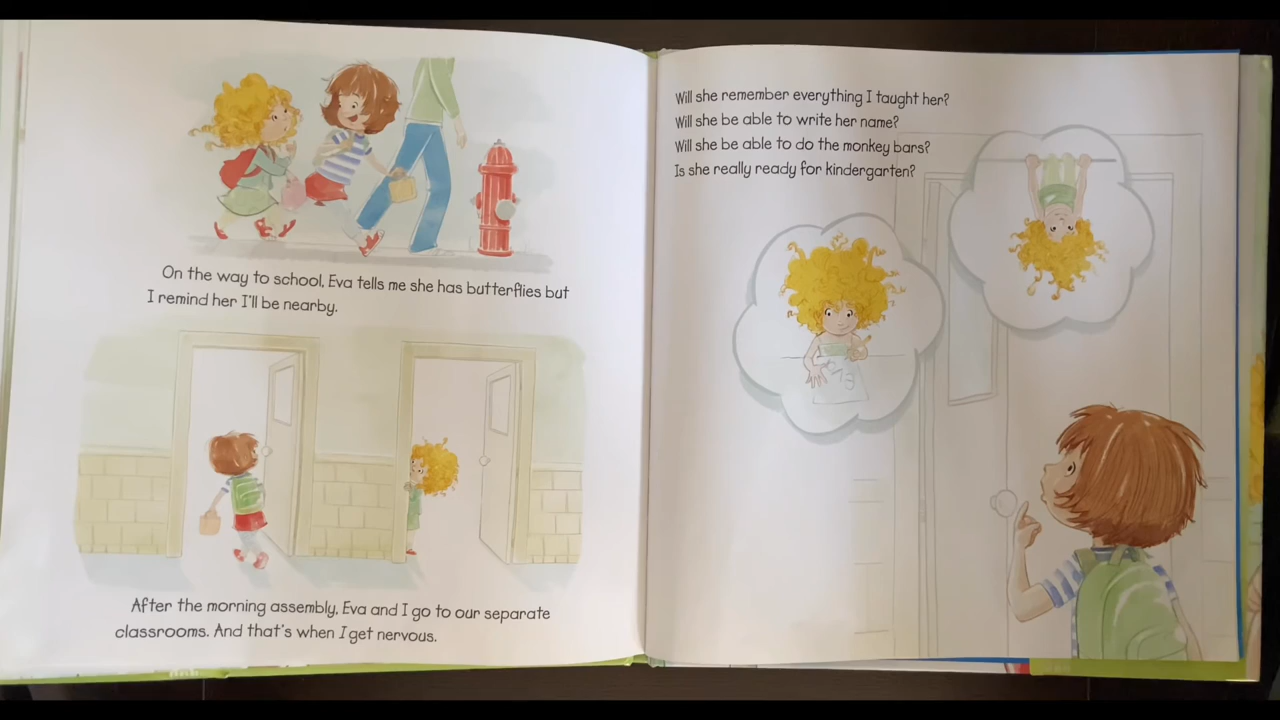 On the way to school, Eva tells me she has butterflies but
I remind her I'll be nearby.
After the morning assembly, Eva and I go to our separate
classrooms. And that's when I get nervous.
Will she remember everything I taught her?
Will she be able to write her name?
Will she be able to do the monkey bars?
Is she really ready for kindergarten?